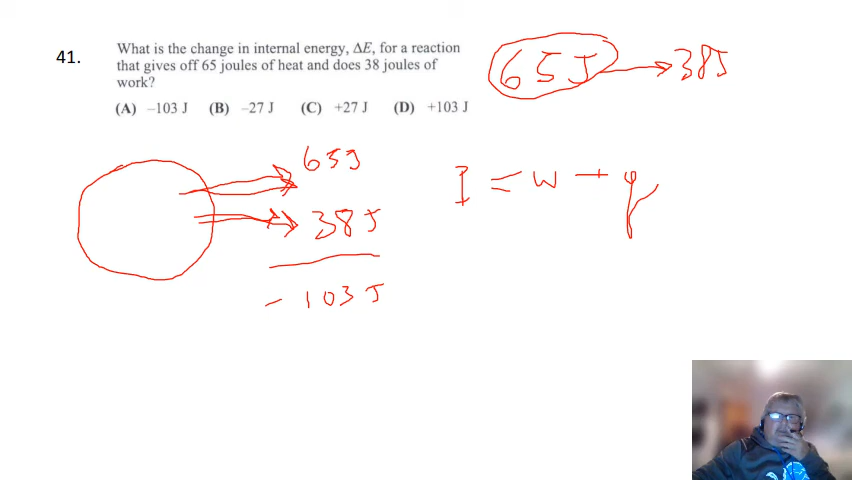 41.
What is the change in internal energy, ΔE, for a reaction
that gives off 65 joules of heat and does 38 joules of
work?
(A) –103 J (B) –27 J (C) +27 J (D) +103 J
65J → 38J
65J
38J
- 103 J
I = w + q